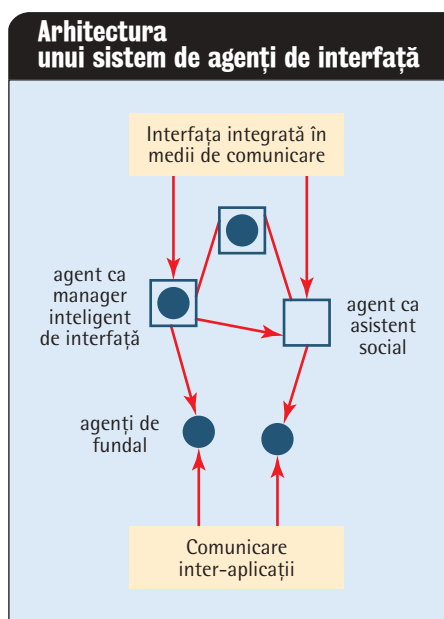 Arhitectura
unui sistem de agenți de interfață
Interfața integrată în
medii de comunicare
agent ca
manager
inteligent
de interfață
agent ca
asistent
social
agenți de
fundal
Comunicare
inter-aplicații